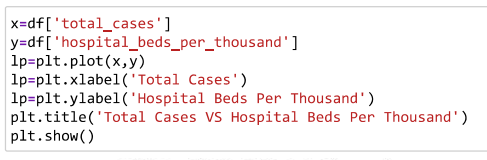 x=df['total_cases']
y=df['hospital_beds_per_thousand']
lp=plt.plot(x,y)
lp=plt.xlabel('Total Cases')
lp=plt.ylabel('Hospital Beds Per Thousand')
plt.title('Total Cases VS Hospital Beds Per Thousand')
plt.show()